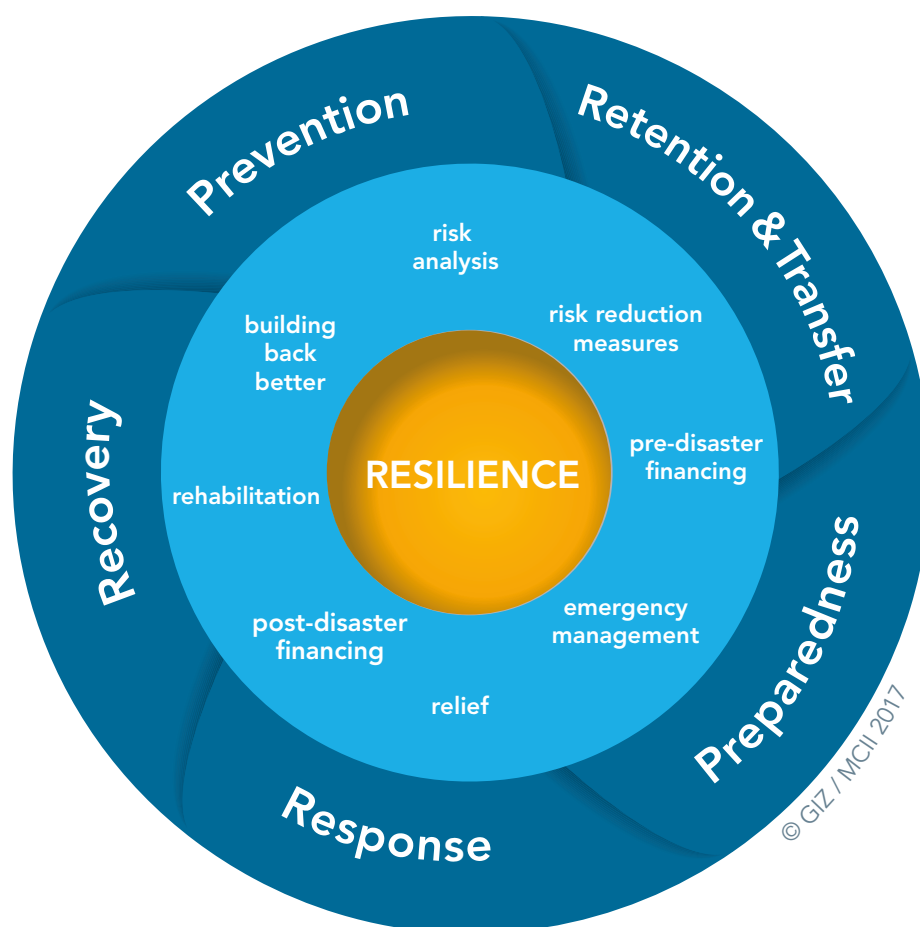 Prevention
Retention & Transfer
Preparedness
Response
Recovery
risk
analysis
risk reduction
measures
pre-disaster
financing
emergency
management
relief
post-disaster
financing
rehabilitation
building
back
better
RESILIENCE
© GIZ / MCII 2017